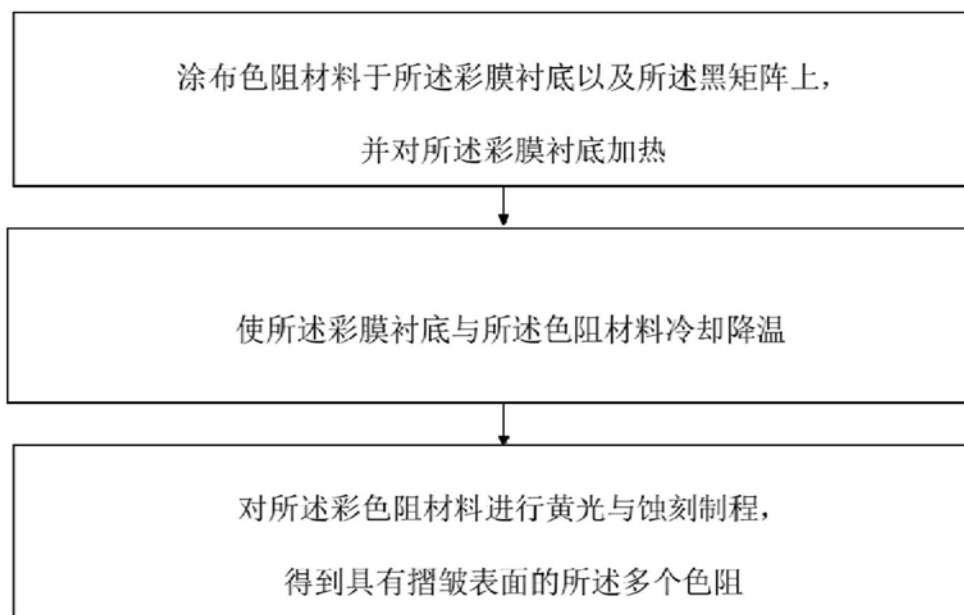 涂布色阻材料于所述彩膜衬底以及所述黑矩阵上，
并对所述彩膜衬底加热
使所述彩膜衬底与所述色阻材料冷却降温
对所述彩色阻材料进行黄光与蚀刻制程，
得到具有摺皱表面的所述多个色阻